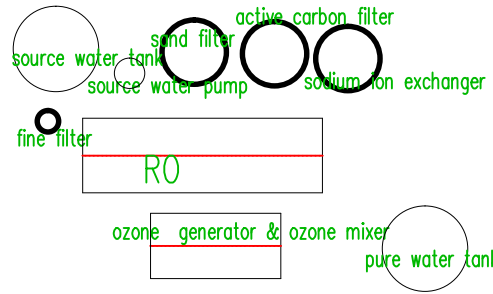 active carbon filter
sand filter
source water tank
source water pump
sodium ion exchanger
fine filter
RO
ozone generator & ozone mixer
pure water tanl